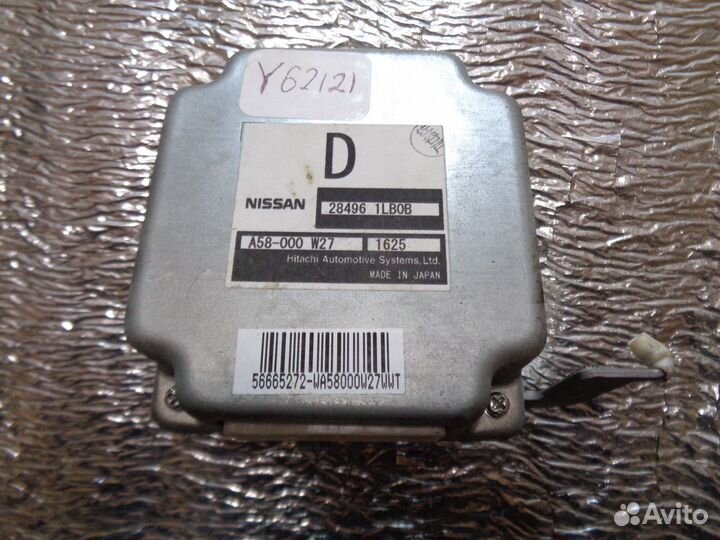 Y62121
D
NISSAN 28496 1LB0B
A58-000 W27 1625
Hitachi Automotive Systems, Ltd.
MADE IN JAPAN
56665272-WA58000W27WWT
Avito